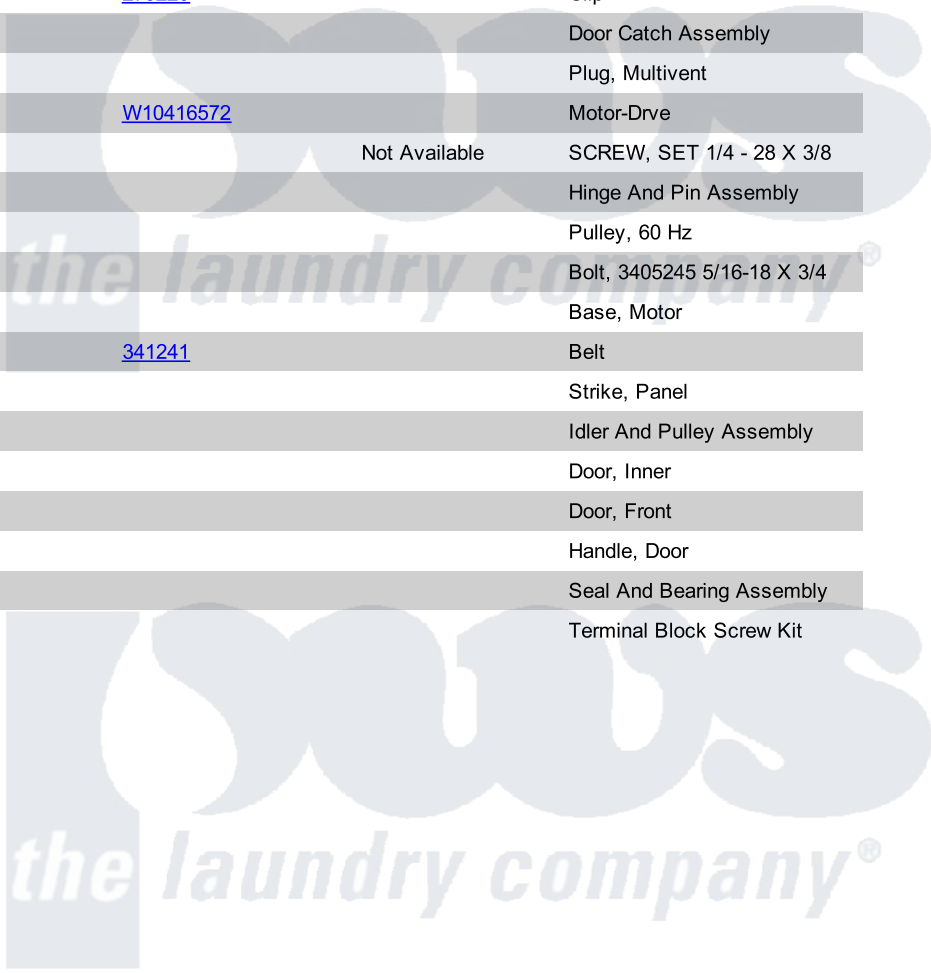 Door Catch Assembly
Plug, Multivent
W10416572 Motor-Drve
Not Available SCREW, SET 1/4 - 28 X 3/8
Hinge And Pin Assembly
Pulley, 60 Hz
the laundry company®
Bolt, 3405245 5/16-18 X 3/4
Base, Motor
341241 Belt
Strike, Panel
Idler And Pulley Assembly
Door, Inner
Door, Front
Handle, Door
Seal And Bearing Assembly
Terminal Block Screw Kit
pws
the laundry company®